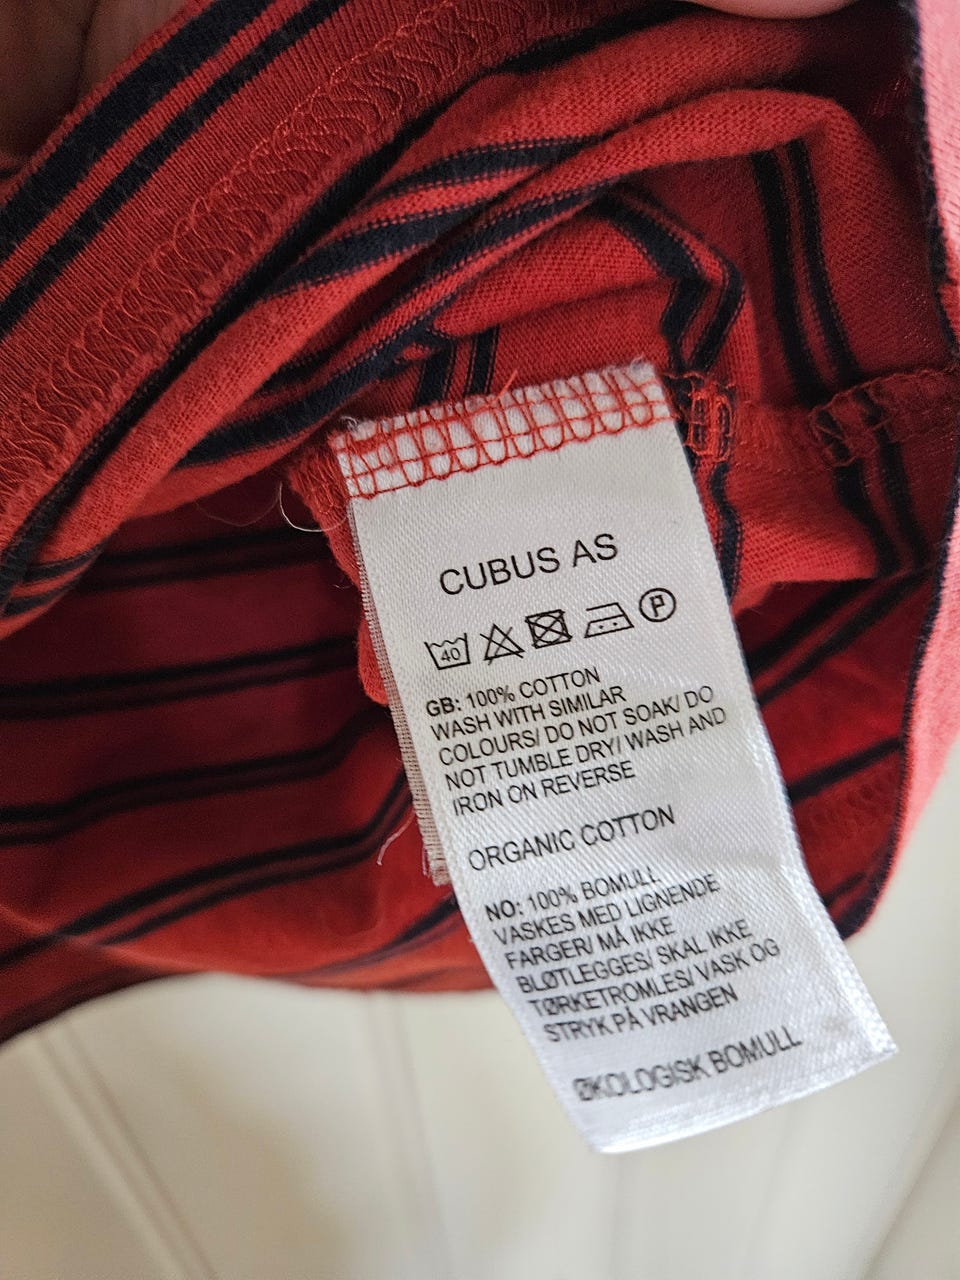 CUBUS AS
40 P
GB: 100% COTTON
WASH WITH SIMILAR
COLOURS/ DO NOT SOAK/ DO
NOT TUMBLE DRY/ WASH AND
IRON ON REVERSE
ORGANIC COTTON
NO: 100% BOMULL
VASKES MED LIGNENDE
FARGER/ MÅ IKKE
BLØTLEGGES/ SKAL IKKE
TØRKETROMLES/ VASK OG
STRYK PÅ VRANGEN
ØKOLOGISK BOMULL